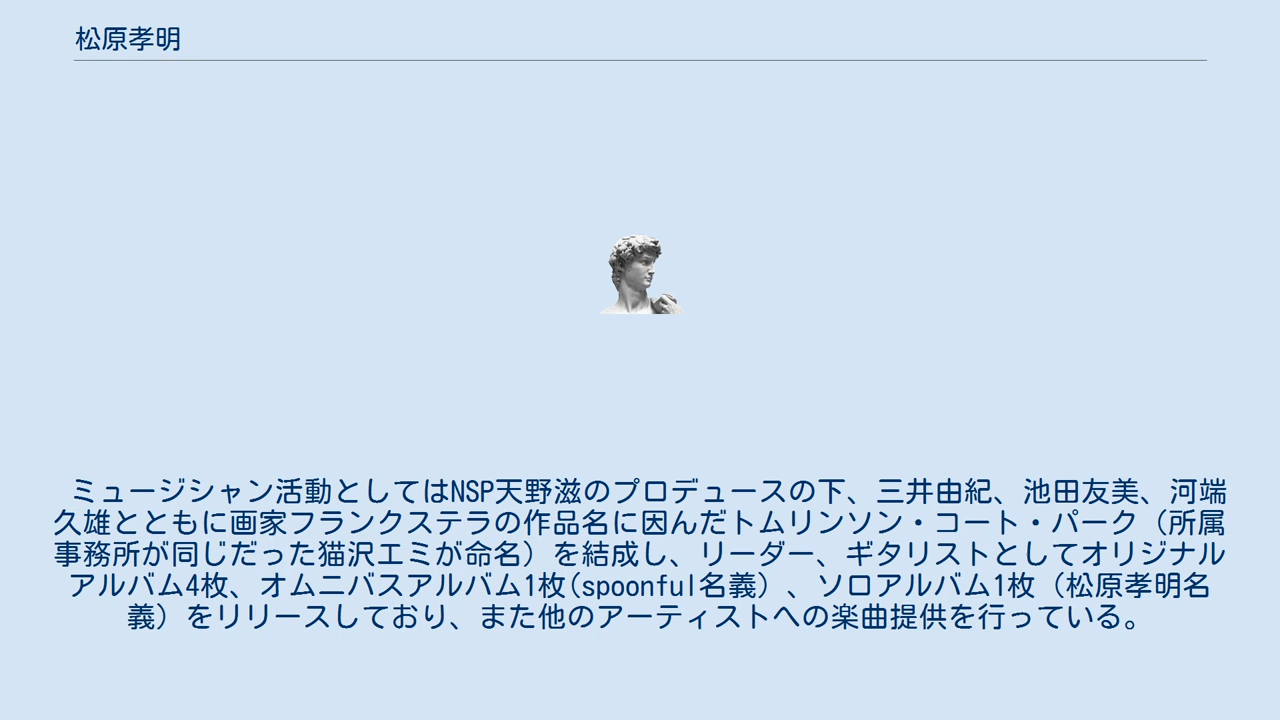 松原孝明
ミュージシャン活動としてはNSP天野滋のプロデュースの下、三井由紀、池田友美、河端
久雄とともに画家フランクステラの作品名に因んだトムリンソン・コート・パーク（所属
事務所が同じだった猫沢エミが命名）を結成し、リーダー、ギタリストとしてオリジナル
アルバム4枚、オムニバスアルバム1枚(spoonful名義）、ソロアルバム1枚（松原孝明名
義）をリリースしており、また他のアーティストへの楽曲提供を行っている。